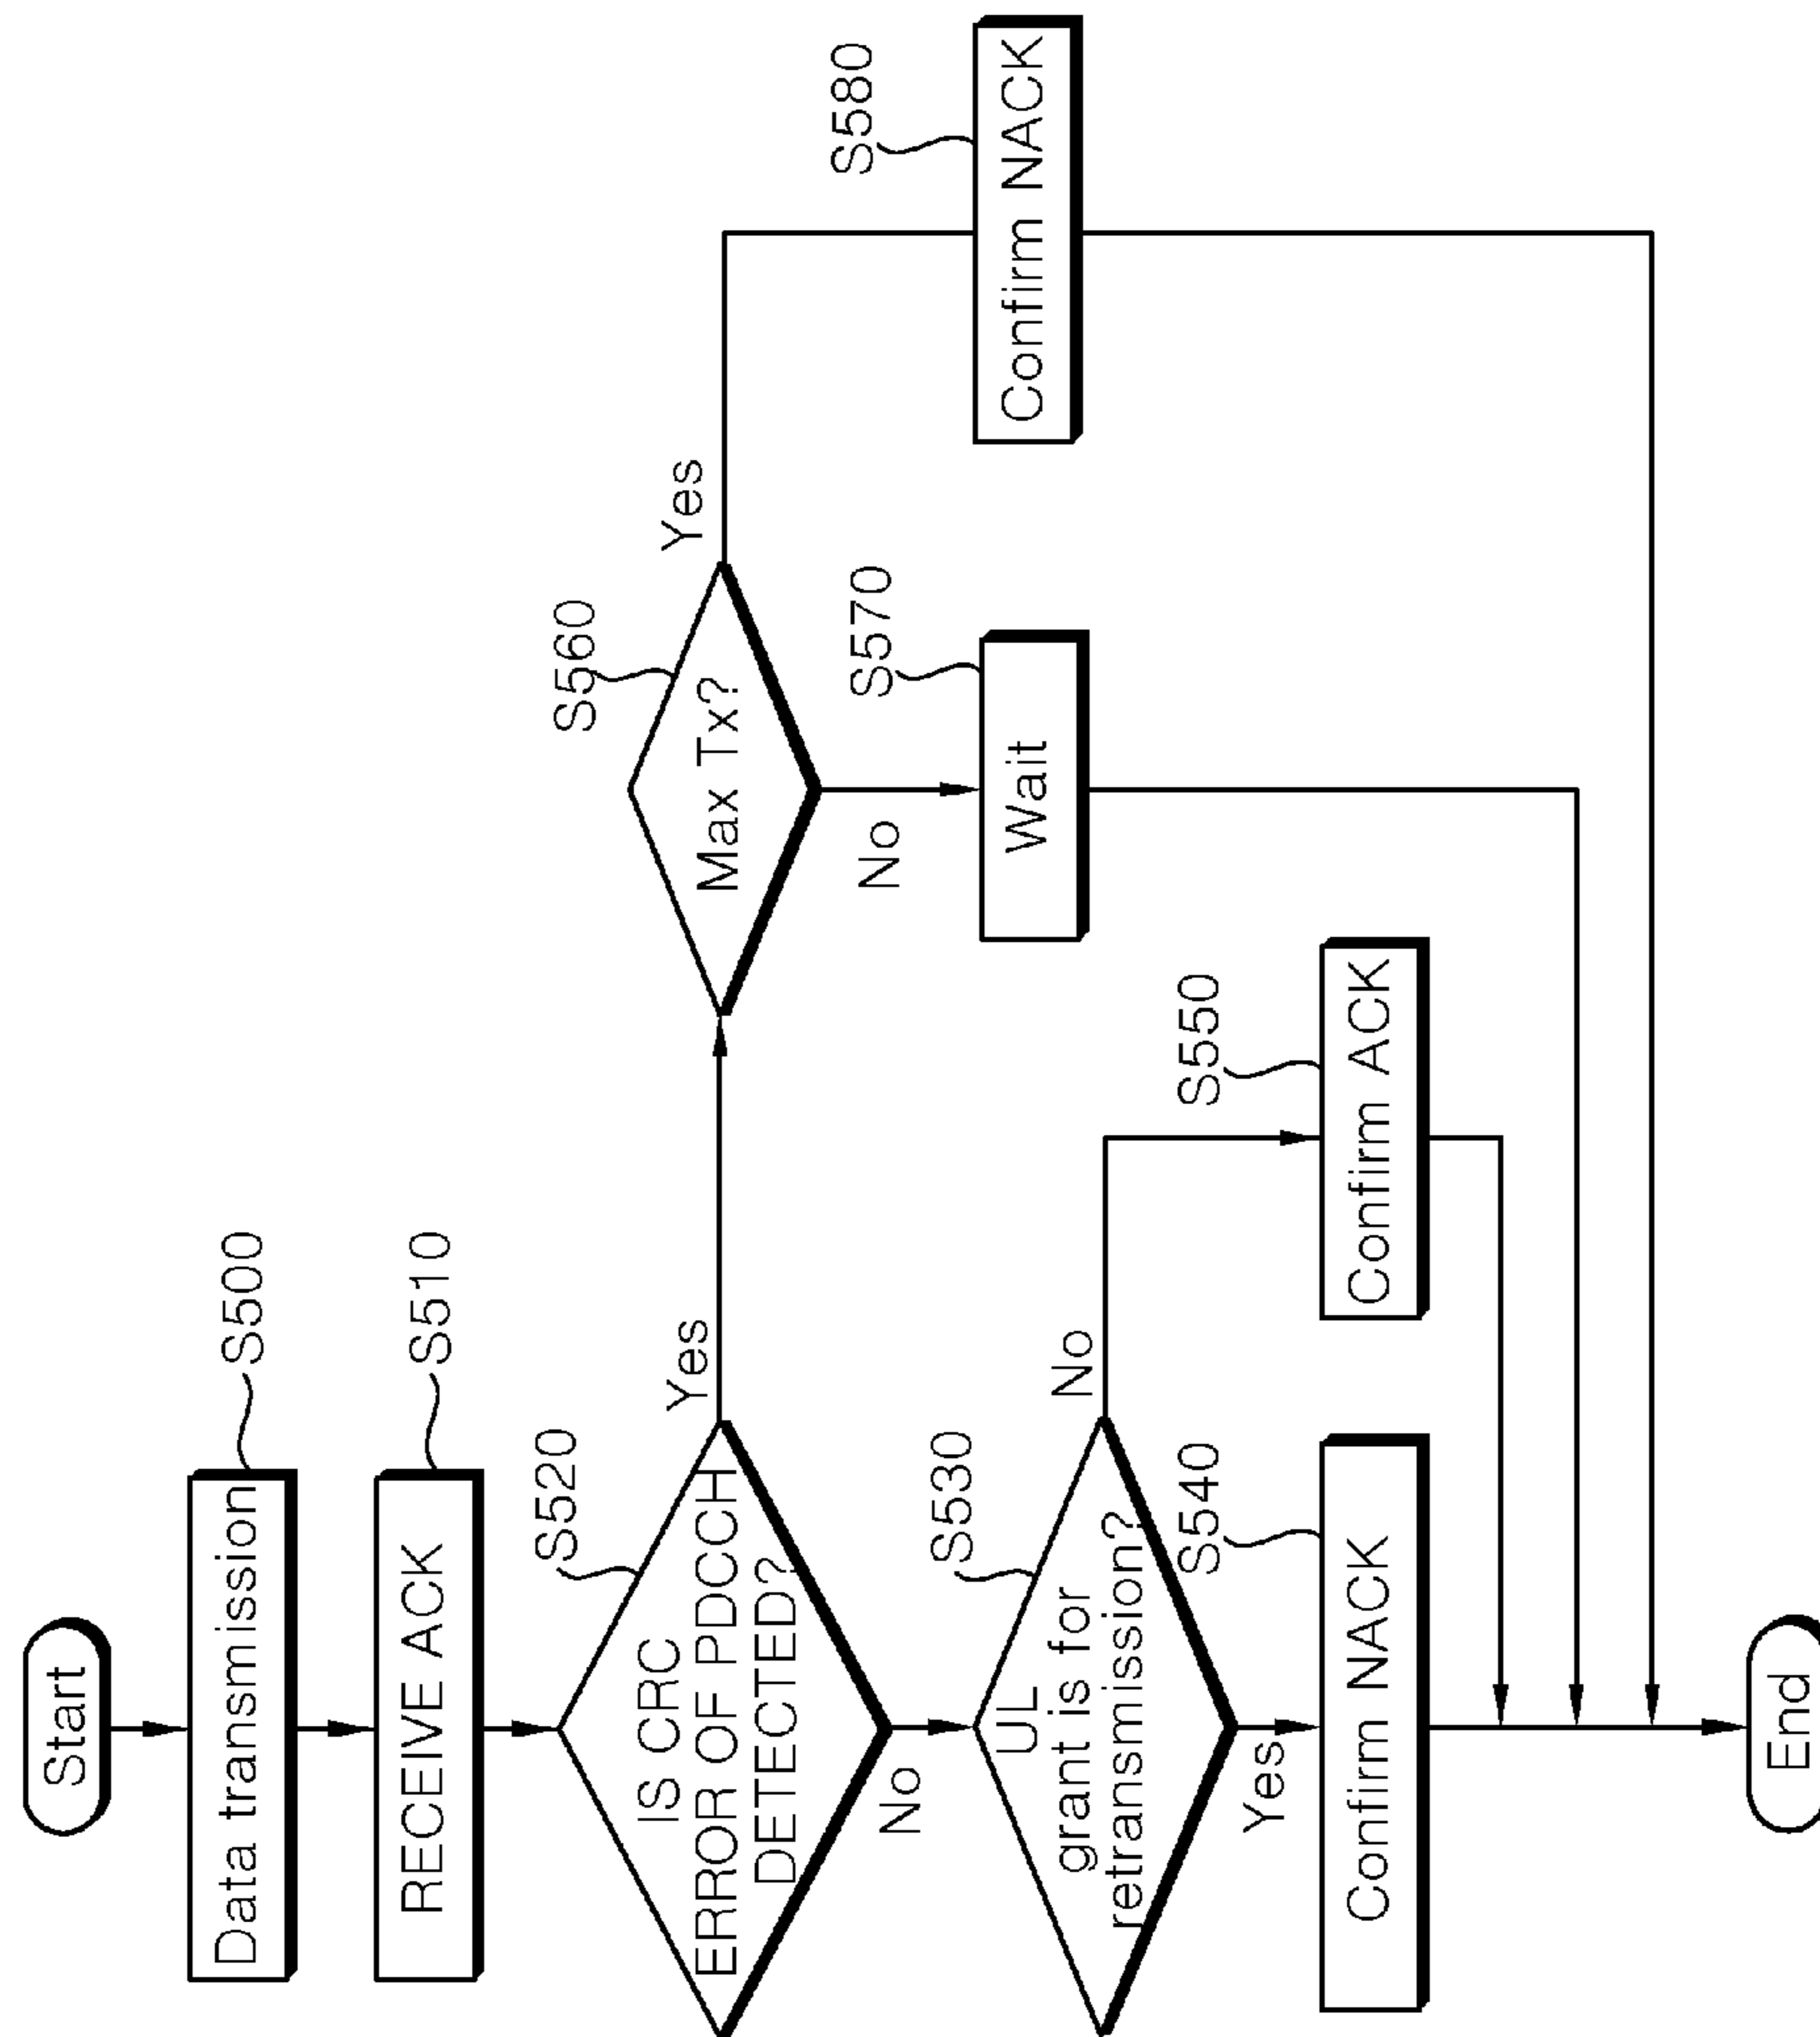 Start
Data transmission
S500
RECEIVE ACK
S510
IS CRC
ERROR OF PDCCH
DETECTED?
S520
Yes
No
Max Tx?
S560
Yes
No
UL
grant is for
retransmission?
S530
No
Yes
Wait
S570
Confirm NACK
S580
Confirm NACK
S540
Confirm ACK
S550
End